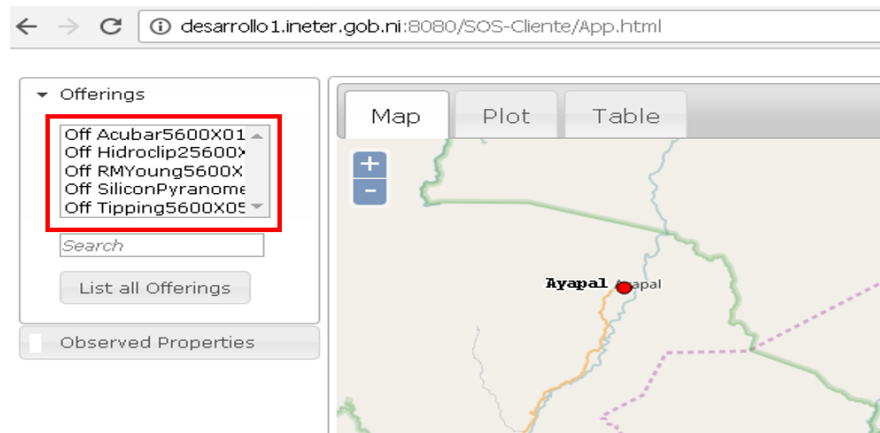 desarrollo1.ineter.gob.ni:8080/SOS-Cliente/App.html
Offerings
Off Acubar5600X01
Off Hidroclip25600X
Off RMYoung5600X
Off SiliconPyranome
Off Tipping5600X05
Search
List all Offerings
Observed Properties
Map
Plot
Table
+
-
Ayapal